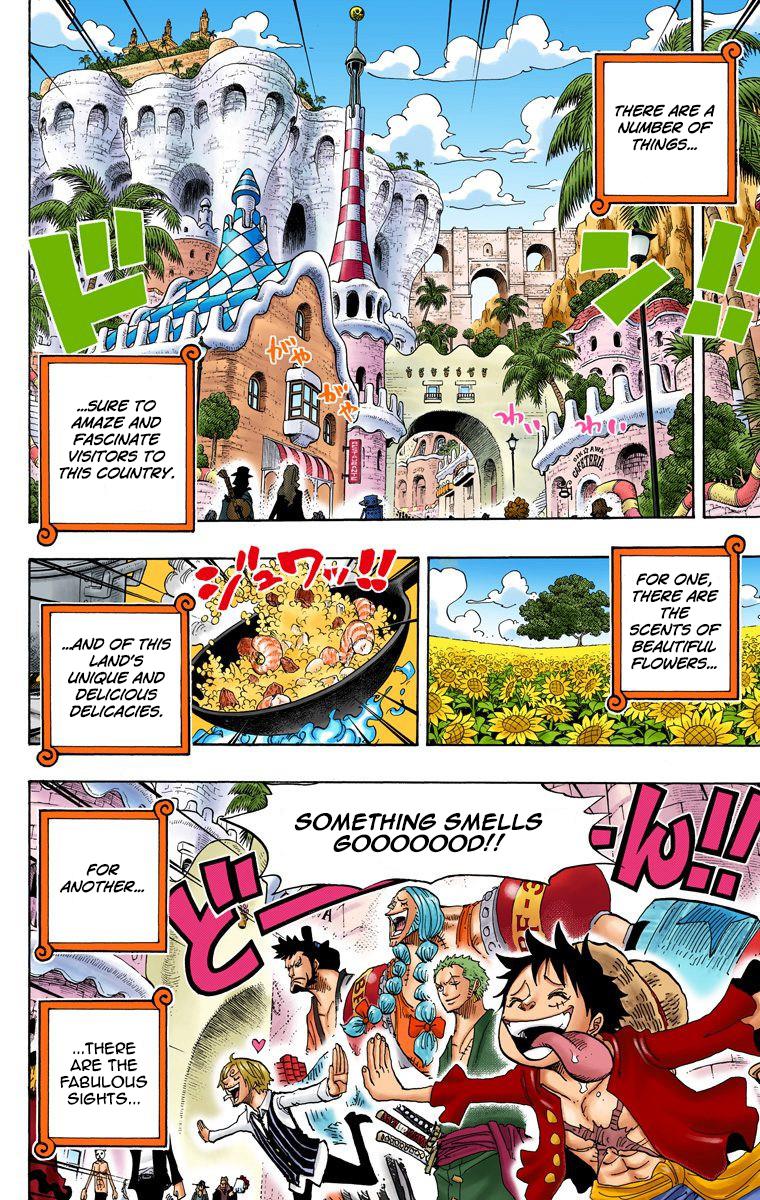 THERE ARE A
NUMBER OF
THINGS...
ドン!!
...SURE TO
AMAZE AND
FASCINATE
VISITORS TO
THIS COUNTRY.
がや
がや
わい
わい
CAFETERIA
FOR ONE,
THERE ARE
THE
SCENTS OF
BEAUTIFUL
FLOWERS...
ジュワッ!!
...AND OF THIS
LAND'S
UNIQUE AND
DELICIOUS
DELICACIES.
SOMETHING SMELLS
GOOOOOOD!!
どーん!!
FOR
ANOTHER...
...THERE
ARE THE
FABULOUS
SIGHTS...